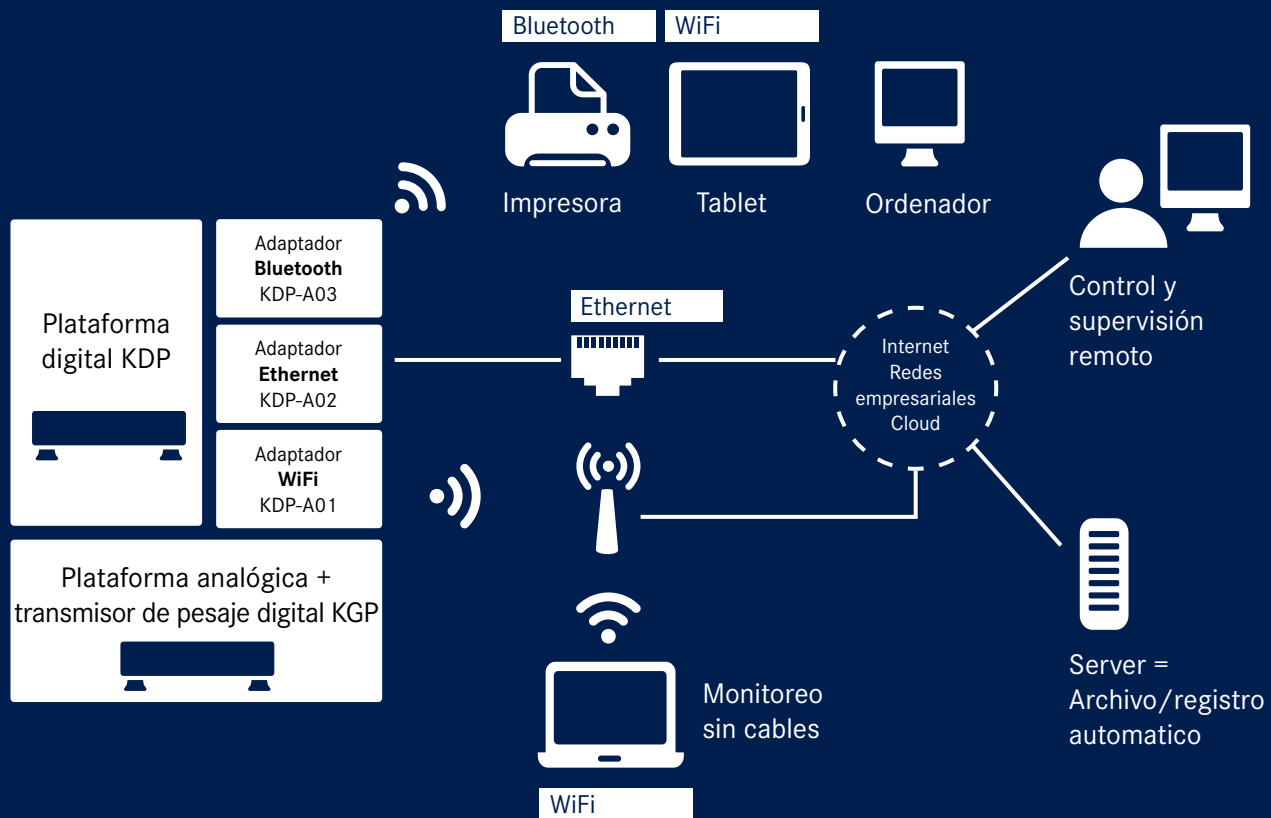 Bluetooth
WiFi
Impresora
Tablet
Ordenador
Plataforma
digital KDP
Adaptador
Bluetooth
KDP-A03
Adaptador
Ethernet
KDP-A02
Adaptador
WiFi
KDP-A01
Plataforma analógica +
transmisor de pesaje digital KGP
Ethernet
Internet
Redes
empresariales
Cloud
Control y
supervisión
remoto
Monitoreo
sin cables
WiFi
Server =
Archivo/registro
automatico